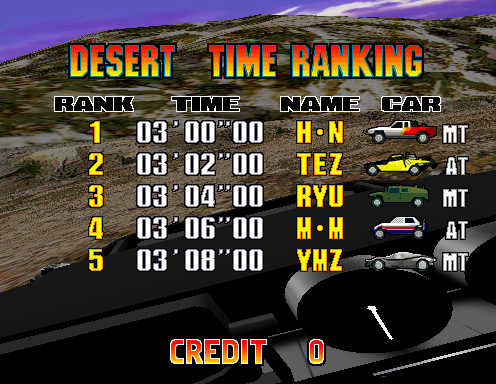 DESERT TIME RANKING
RANK TIME NAME CAR
1 03'00"00 H·N MT
2 03'02"00 TEZ AT
3 03'04"00 RYU MT
4 03'06"00 M·M AT
5 03'08"00 YMZ MT
CREDIT 0